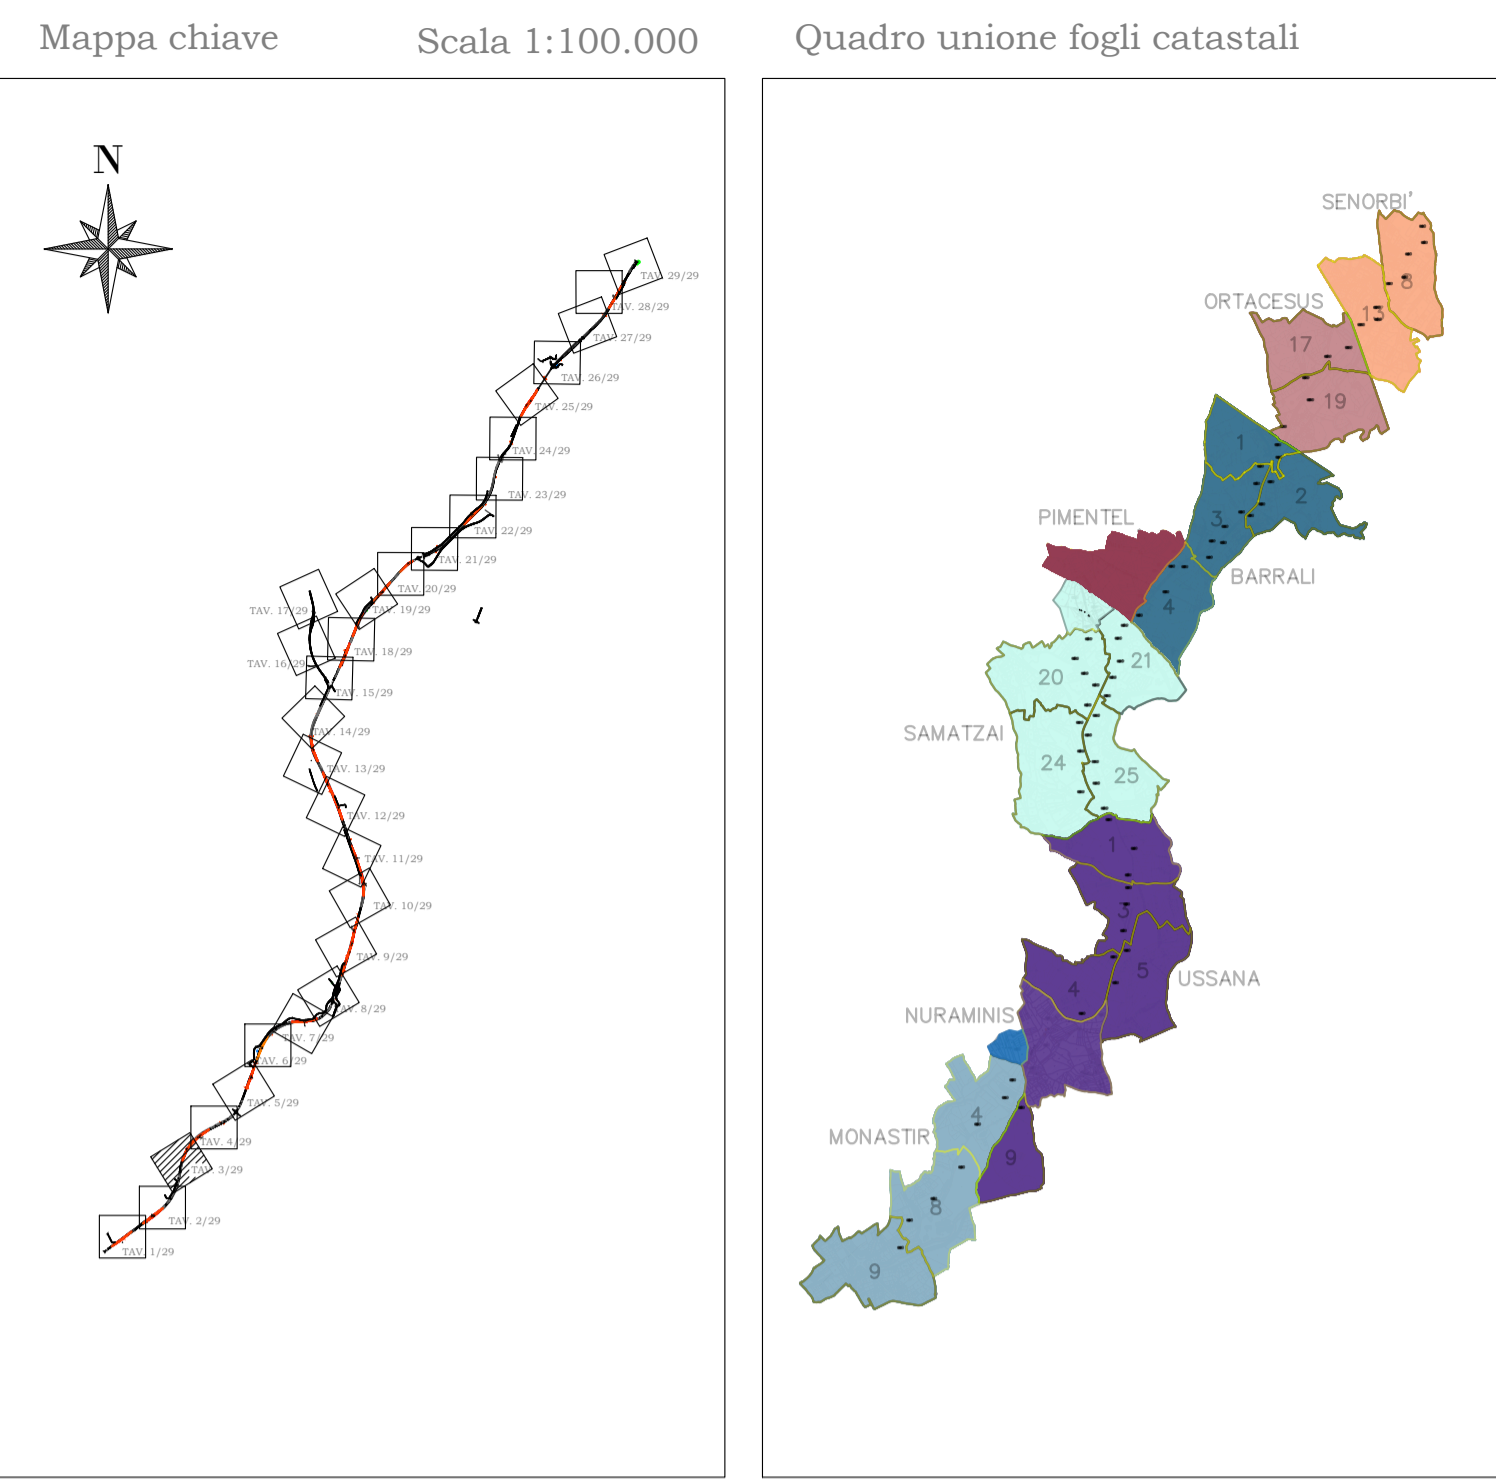 Mappa chiave
Scala 1:100.000
Quadro unione fogli catastali
N
TAV. 29/29
TAV. 28/29
TAV. 27/29
TAV. 26/29
TAV. 25/29
TAV. 24/29
TAV. 23/29
TAV. 22/29
TAV. 21/29
TAV. 20/29
TAV. 19/29
TAV. 18/29
TAV. 17/29
TAV. 16/29
TAV. 15/29
TAV. 14/29
TAV. 13/29
TAV. 12/29
TAV. 11/29
TAV. 10/29
TAV. 9/29
TAV. 8/29
TAV. 7/29
TAV. 6/29
TAV. 5/29
TAV. 4/29
TAV. 3/29
TAV. 2/29
TAV. 1/29
SENORBI'
8
13
ORTACESUS
17
19
1
2
3
PIMENTEL
BARRALI
4
21
20
SAMATZAI
24
25
1
3
5
USSANA
4
NURAMINIS
4
MONASTIR
9
8
9